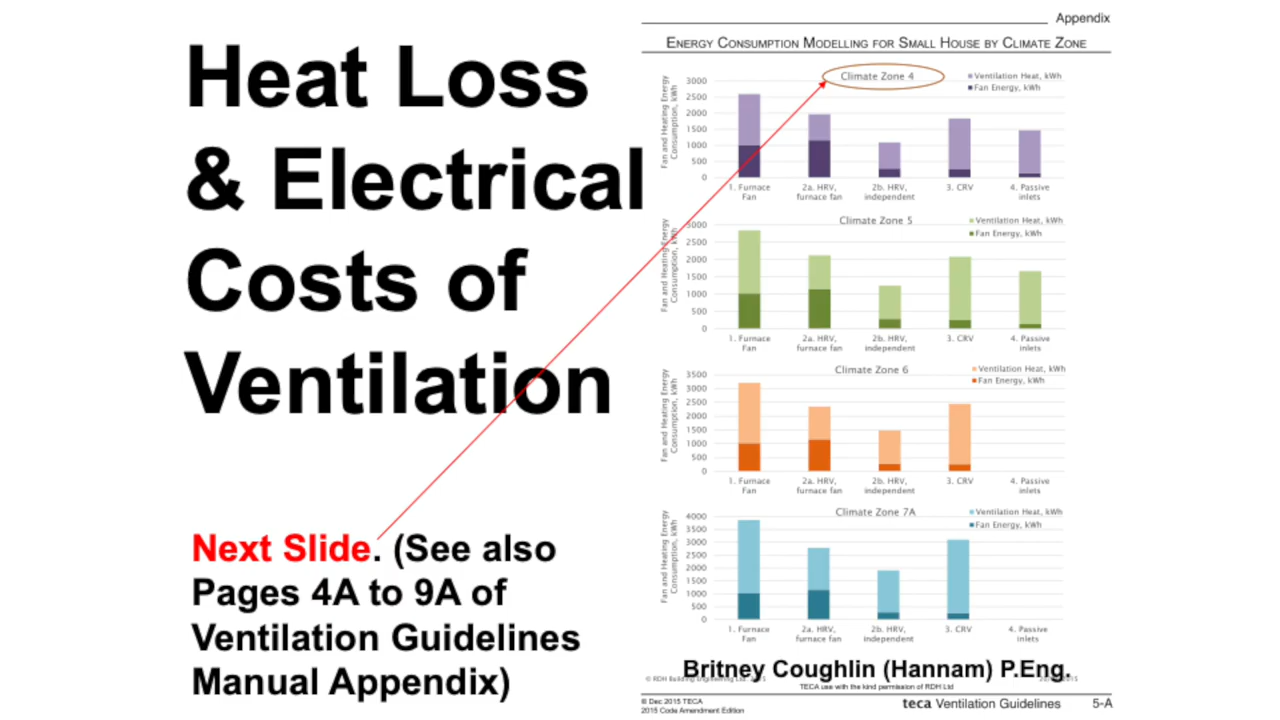 Heat Loss
& Electrical
Costs of
Ventilation
Next Slide. (See also
Pages 4A to 9A of
Ventilation Guidelines
Manual Appendix)
Appendix
ENERGY CONSUMPTION MODELLING FOR SMALL HOUSE BY CLIMATE ZONE
Climate Zone 4
Ventilation Heat, kWh
Fan Energy, kWh
Fan and Heating Energy
Consumption, kWh
3000
2500
2000
1500
1000
500
0
1. Furnace
Fan
2a. HRV,
furnace fan
2b. HRV,
independent
3. CRV
4. Passive
inlets
Climate Zone 5
Ventilation Heat, kWh
Fan Energy, kWh
Fan and Heating Energy
Consumption, kWh
3000
2500
2000
1500
1000
500
0
1. Furnace
Fan
2a. HRV,
furnace fan
2b. HRV,
independent
3. CRV
4. Passive
inlets
Climate Zone 6
Ventilation Heat, kWh
Fan Energy, kWh
Fan and Heating Energy
Consumption, kWh
3500
3000
2500
2000
1500
1000
500
0
1. Furnace
Fan
2a. HRV,
furnace fan
2b. HRV,
independent
3. CRV
4. Passive
inlets
Climate Zone 7A
Ventilation Heat, kWh
Fan Energy, kWh
Fan and Heating Energy
Consumption, kWh
4000
3500
3000
2500
2000
1500
1000
500
0
1. Furnace
Fan
2a. HRV,
furnace fan
2b. HRV,
independent
3. CRV
4. Passive
inlets
Britney Coughlin (Hannam) P.Eng.
© RDH Building Engineering Ltd. 2015
TECA use with the kind permission of RDH Ltd
© Dec 2015 TECA
2015 Code Amendment Edition
teca Ventilation Guidelines
5-A